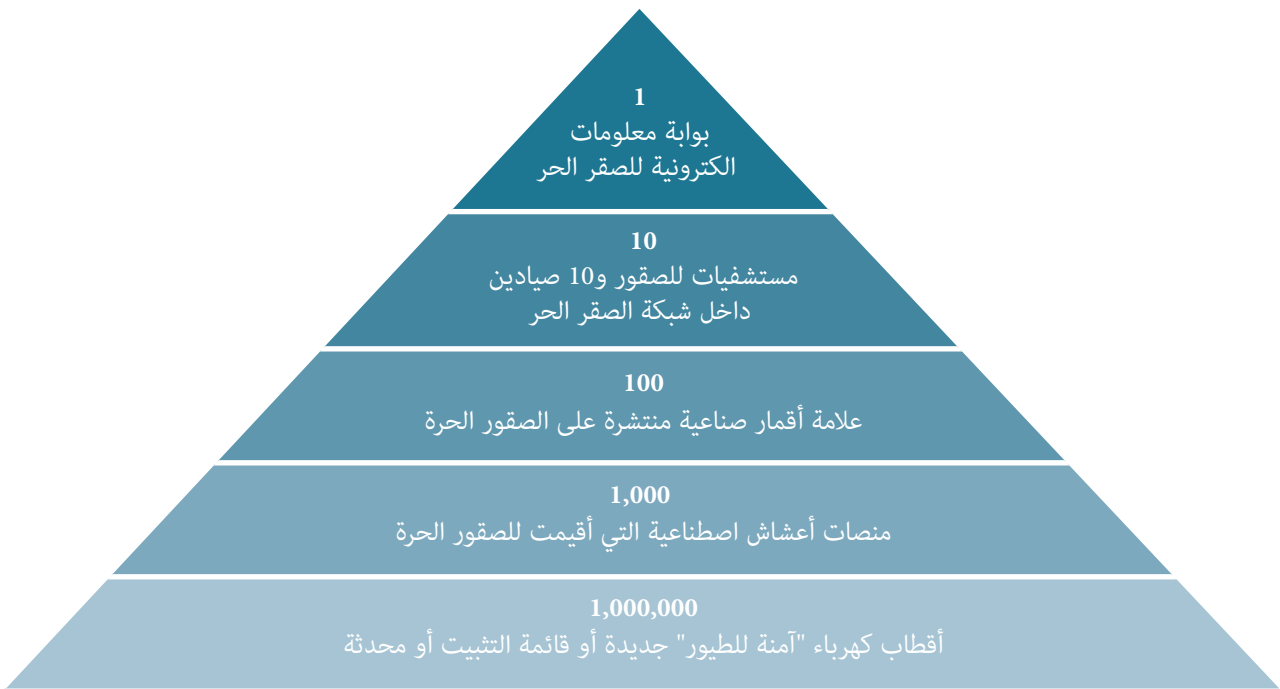 1
بوابة معلومات
الكترونية للصقر الحر
10
مستشفيات للصقور و10 صيادين
داخل شبكة الصقر الحر
100
علامة أقمار صناعية منتشرة على الصقور الحرة
1,000
منصات أعشاش اصطناعية التي أقيمت للصقور الحرة
1,000,000
أقطاب كهرباء "آمنة للطيور" جديدة أو قائمة التثبيت أو محدثة